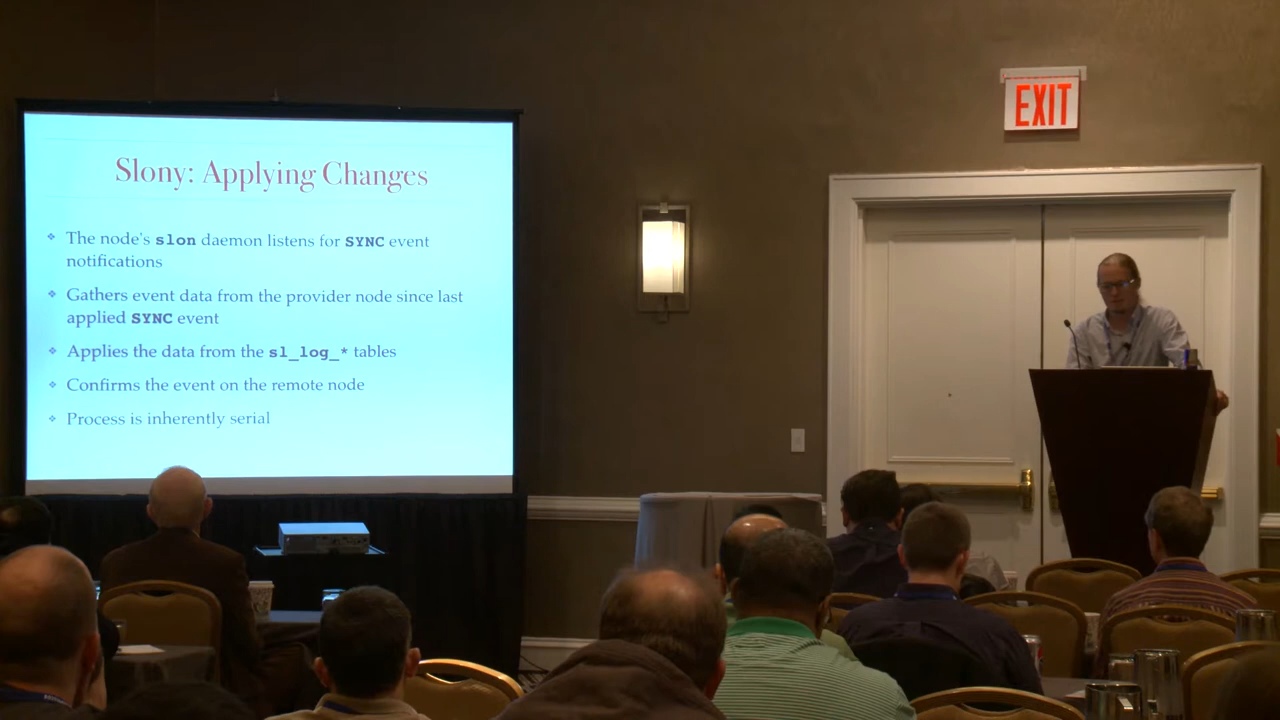 Slony: Applying Changes
❖ The node's slon daemon listens for SYNC event
notifications
❖ Gathers event data from the provider node since last
applied SYNC event
❖ Applies the data from the sl_log_* tables
❖ Confirms the event on the remote node
❖ Process is inherently serial
EXIT